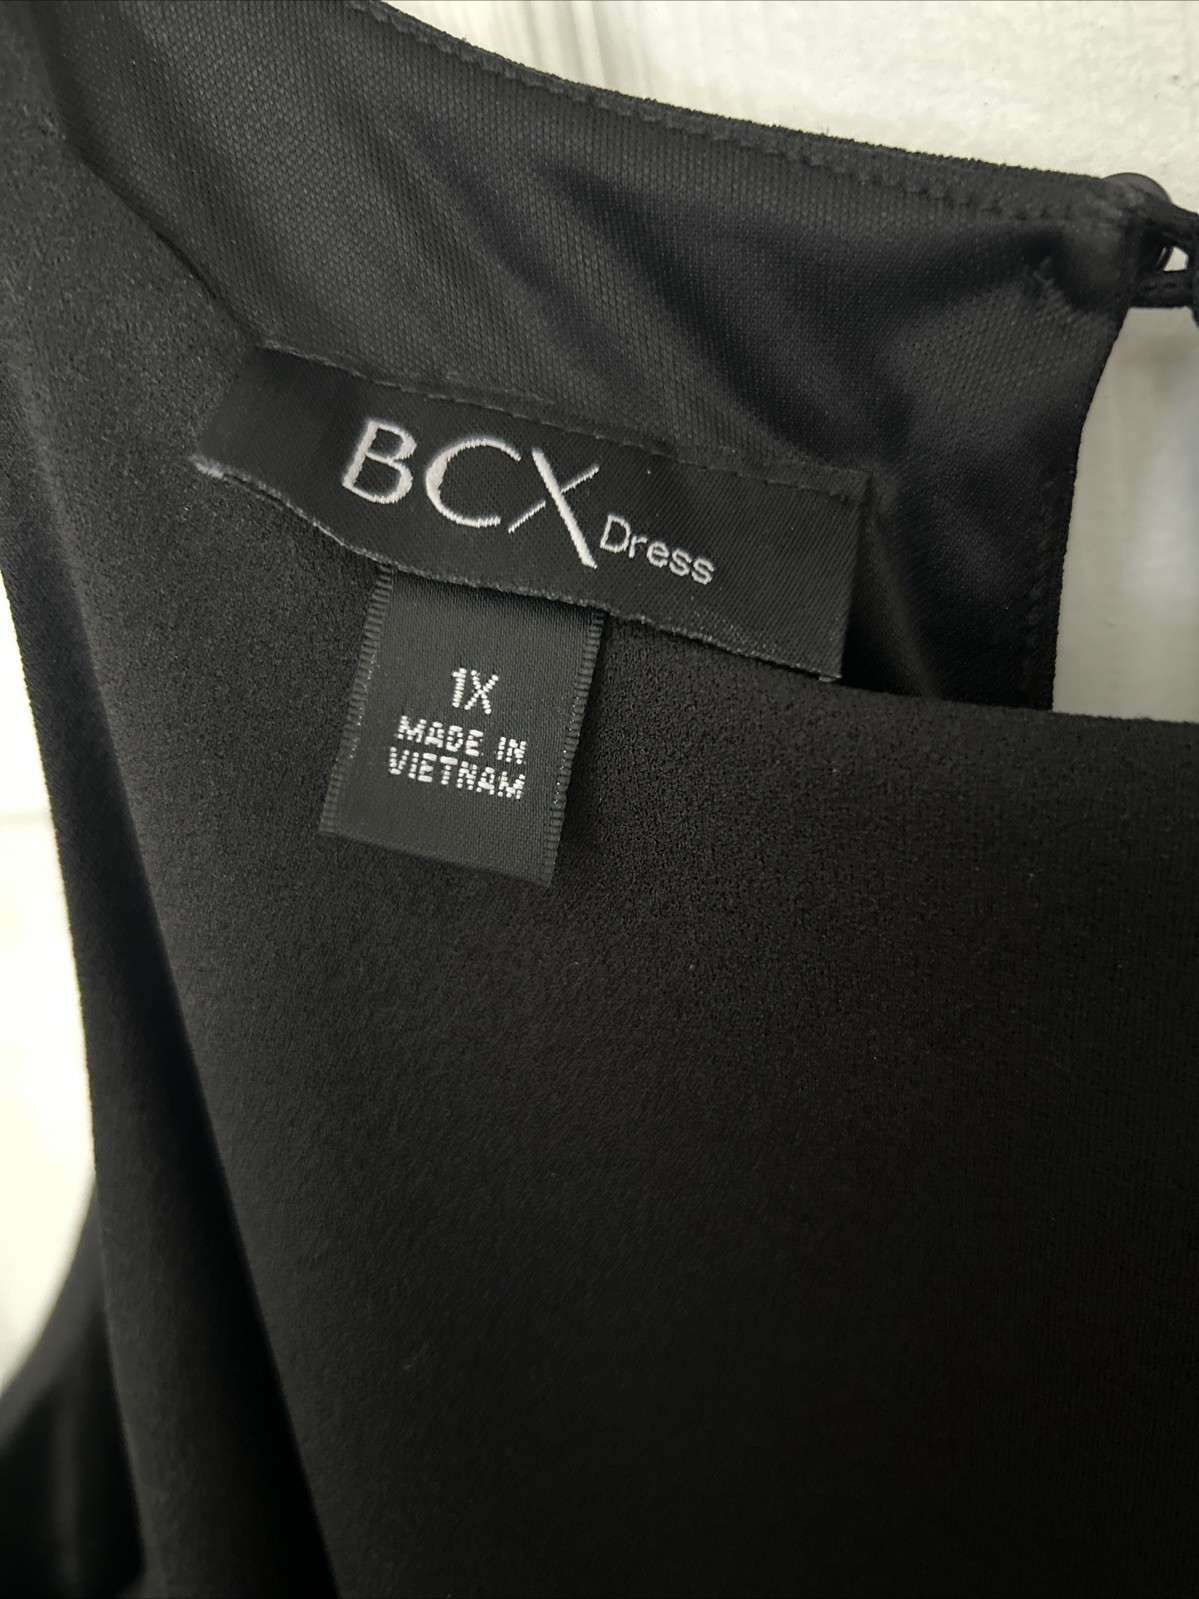 BCX Dress
1X
MADE IN
VIETNAM